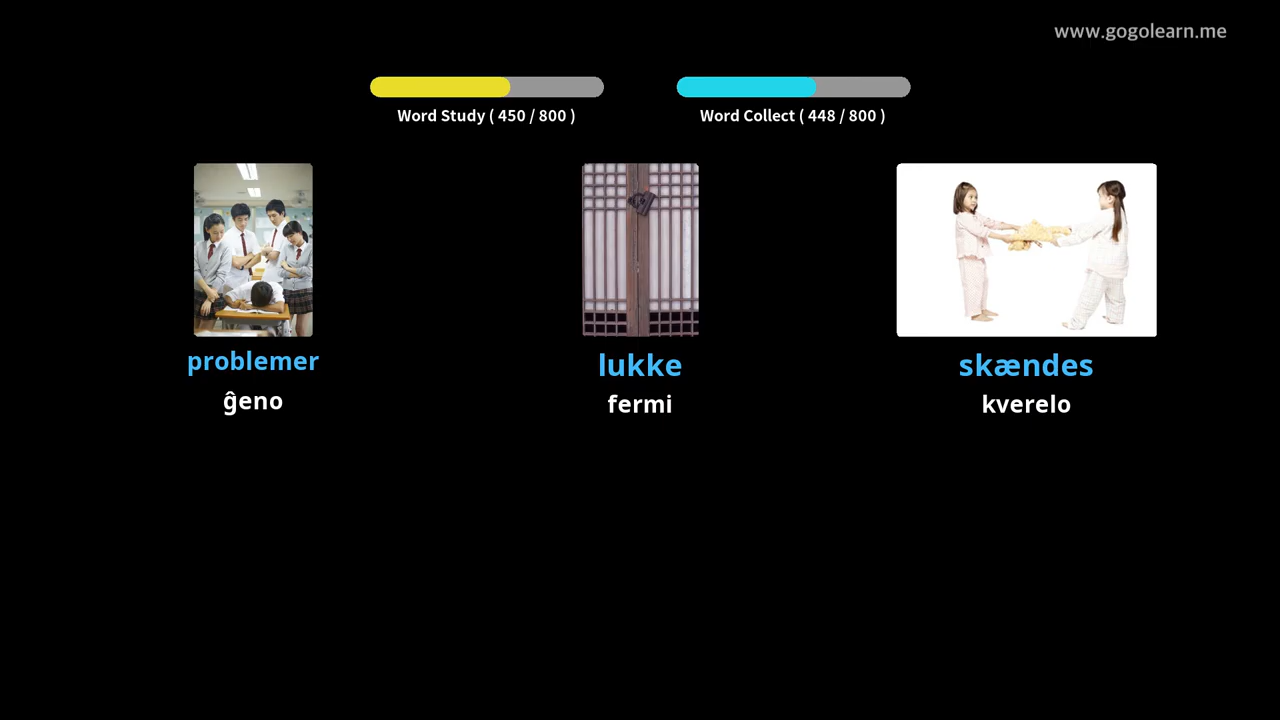 www.gogolearn.me
Word Study ( 450 / 800 )
Word Collect ( 448 / 800 )
problemer
ĝeno
lukke
fermi
skændes
kverelo